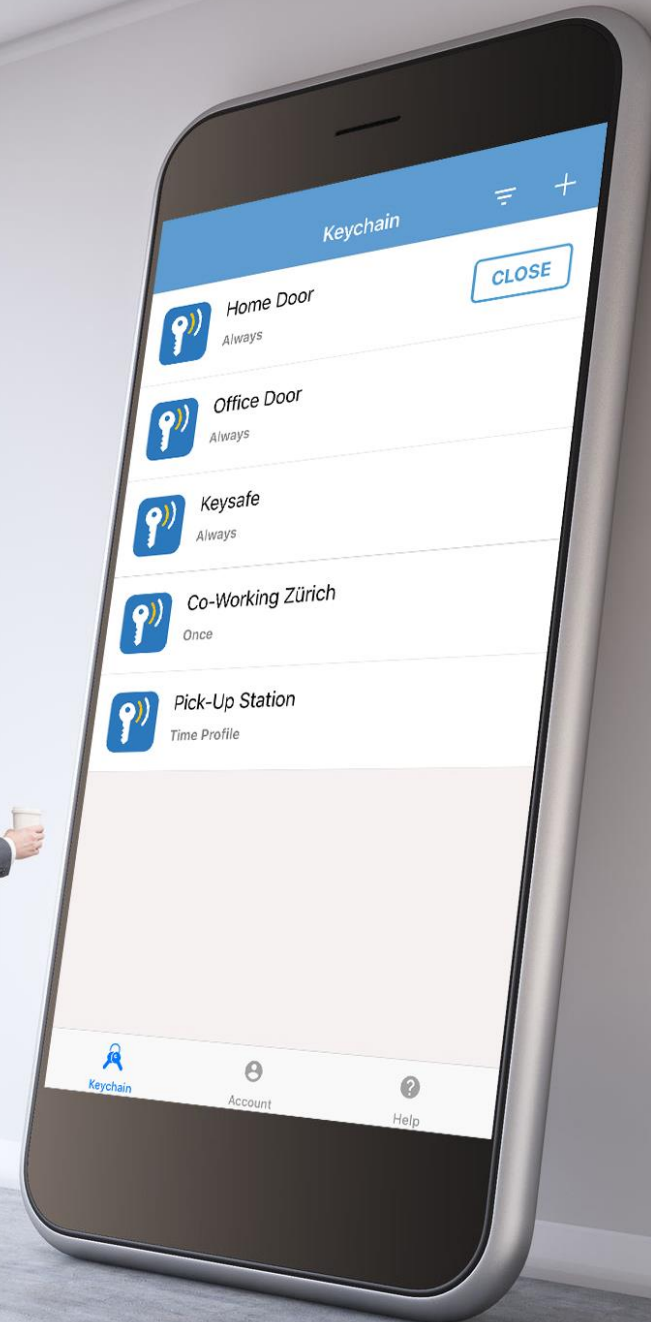 Keychain
Home Door
CLOSE
Always
Office Door
Always
Keysafe
Always
Co-Working Zürich
Once
Pick-Up Station
Time Profile
Keychain
Account
Help